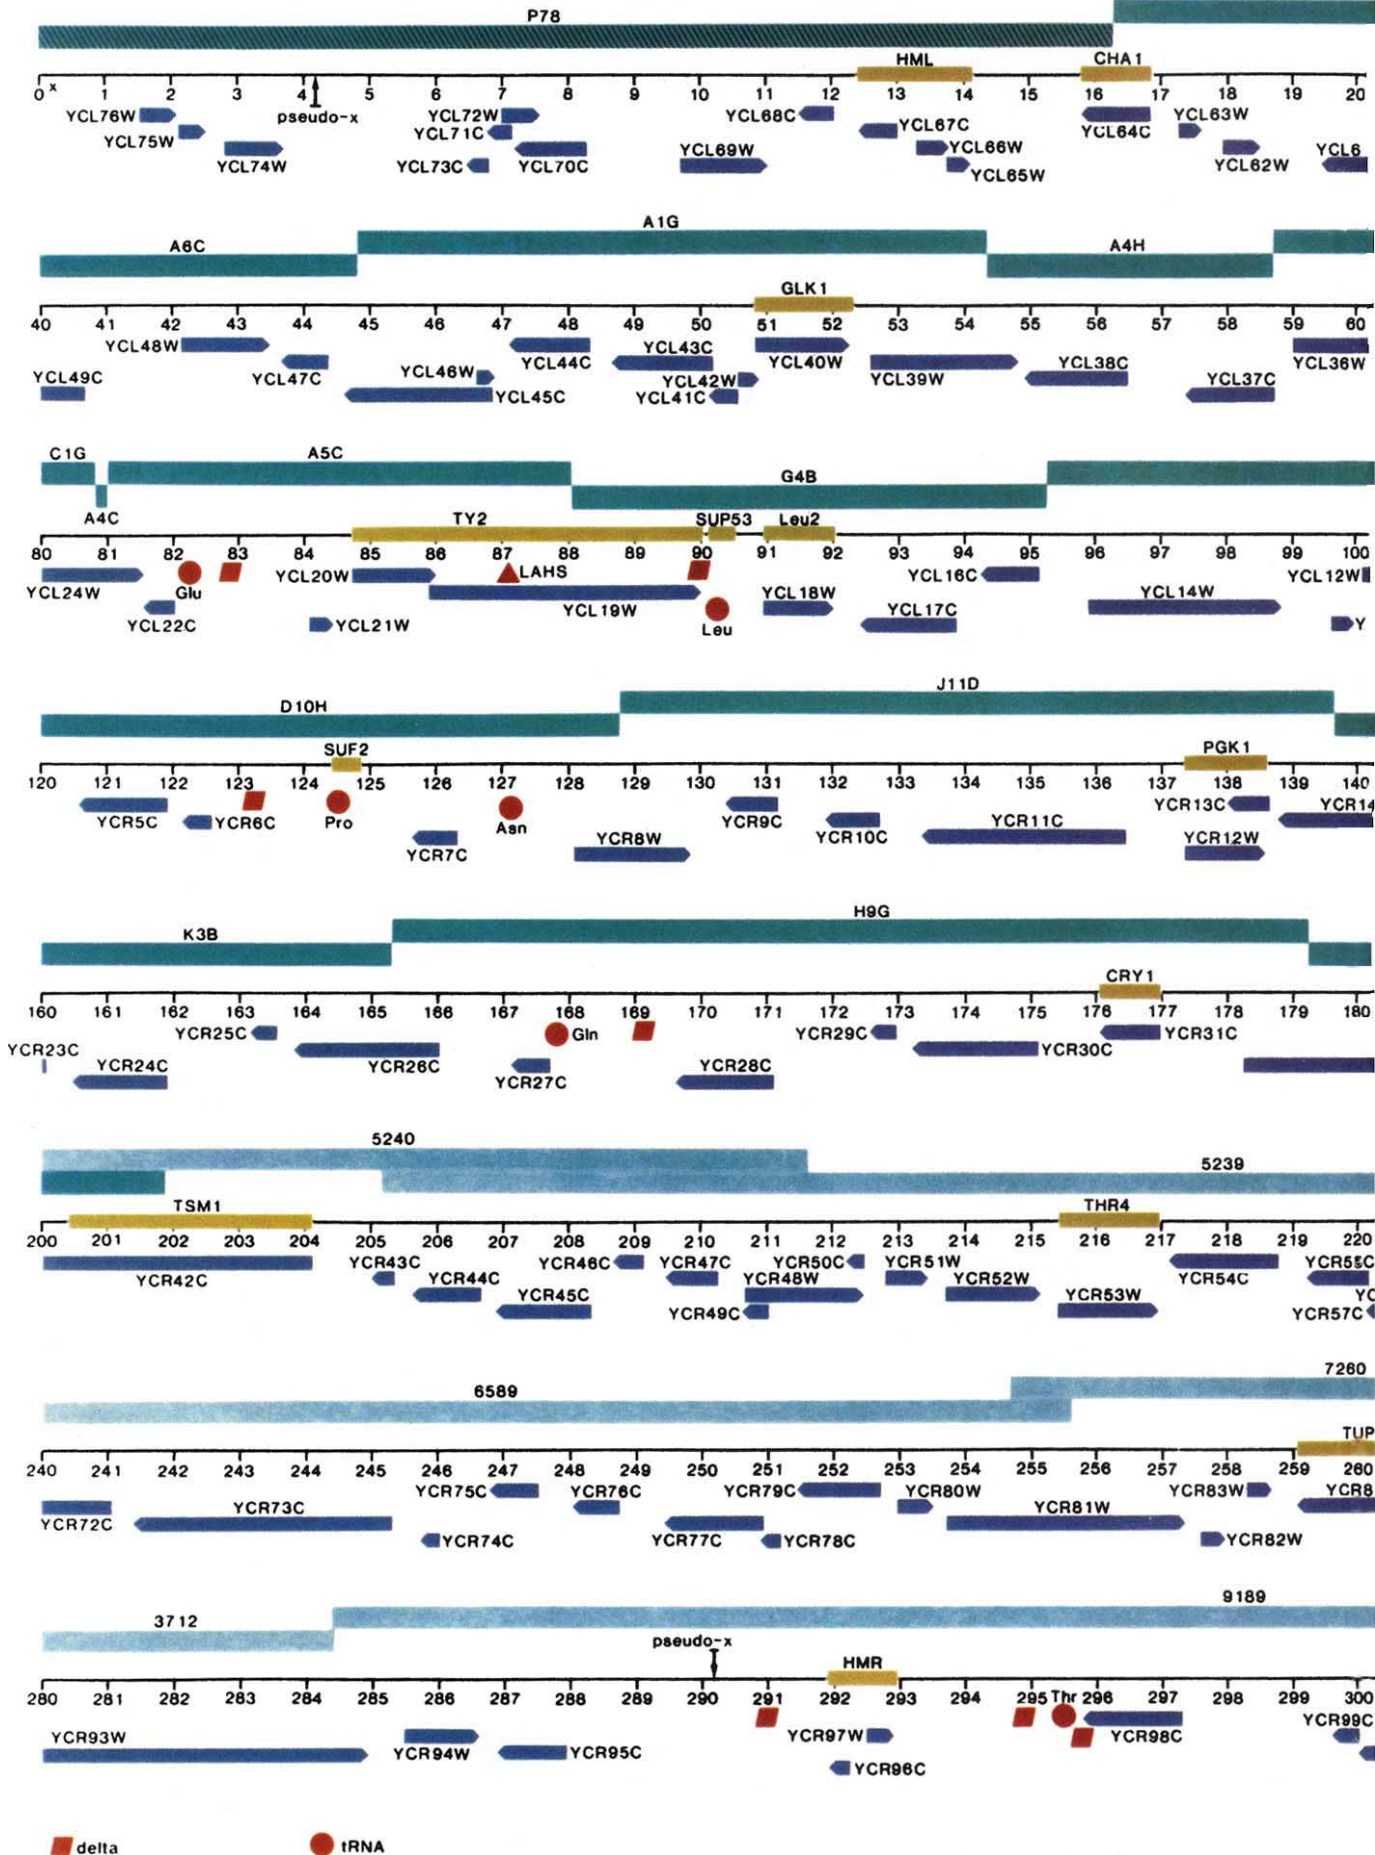 P78
HML CHA1
0 x 1 2 3 4 5 6 7 8 9 10 11 12 13 14 15 16 17 18 19 20
YCL76W pseudo-x YCL72W YCL68C YCL67C YCL64C YCL63W
YCL75W YCL71C YCL66W
YCL74W YCL73C YCL70C YCL69W YCL65W YCL62W YCL6
A6C A1G A4H
GLK1
40 41 42 43 44 45 46 47 48 49 50 51 52 53 54 55 56 57 58 59 60
YCL48W YCL47C YCL46W YCL44C YCL43C YCL40W YCL39W YCL38C YCL36W
YCL49C YCL45C YCL42W YCL41C YCL37C
C1G A5C G4B
A4C TY2 SUP53 Leu2
80 81 82 83 84 85 86 87 88 89 90 91 92 93 94 95 96 97 98 99 100
YCL24W Glu YCL20W LAHS YCL18W YCL16C YCL14W YCL12W
YCL22C YCL21W YCL19W Leu YCL17C Y
D10H J11D
SUF2 PGK1
120 121 122 123 124 125 126 127 128 129 130 131 132 133 134 135 136 137 138 139 140
YCR5C YCR6C Pro Asn YCR9C YCR10C YCR11C YCR13C YCR14
YCR7C YCR8W YCR12W
K3B H9G
CRY1
160 161 162 163 164 165 166 167 168 169 170 171 172 173 174 175 176 177 178 179 180
YCR25C Gln YCR29C YCR31C
YCR23C YCR24C YCR26C YCR27C YCR28C YCR30C
5240 5239
TSM1 THR4
200 201 202 203 204 205 206 207 208 209 210 211 212 213 214 215 216 217 218 219 220
YCR42C YCR43C YCR44C YCR46C YCR47C YCR50C YCR51W YCR52W YCR54C YCR55C
YCR45C YCR49C YCR48W YCR53W YC
YCR57C
6589 7260
TUP
240 241 242 243 244 245 246 247 248 249 250 251 252 253 254 255 256 257 258 259 260
YCR72C YCR73C YCR75C YCR76C YCR79C YCR80W YCR81W YCR83W YCR8
YCR74C YCR77C YCR78C YCR82W
3712 9189
pseudo-x HMR
280 281 282 283 284 285 286 287 288 289 290 291 292 293 294 295 296 297 298 299 300
YCR93W YCR94W YCR95C YCR97W Thr YCR98C YCR99C
YCR96C
delta tRNA